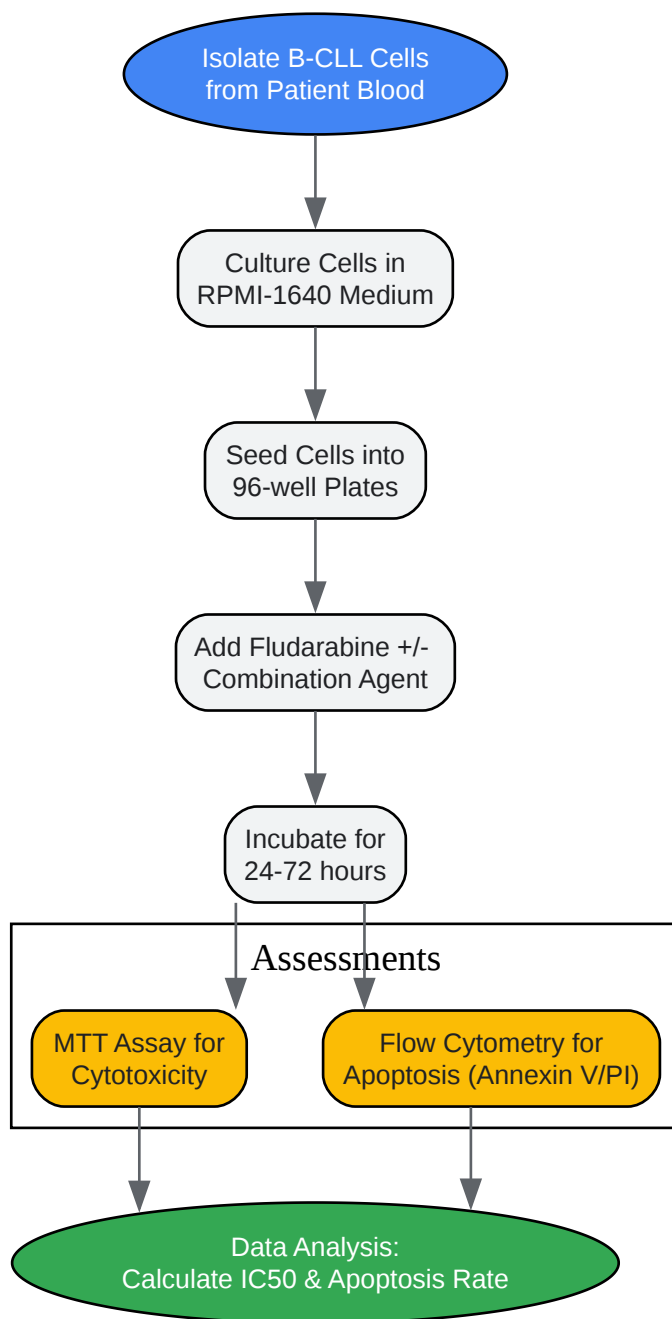 Isolate B-CLL Cells
from Patient Blood
Culture Cells in
RPMI-1640 Medium
Seed Cells into
96-well Plates
Add Fludarabine +/-
Combination Agent
Incubate for
24-72 hours
Assessments
MTT Assay for
Cytotoxicity
Flow Cytometry for
Apoptosis (Annexin V/PI)
Data Analysis:
Calculate IC50 & Apoptosis Rate